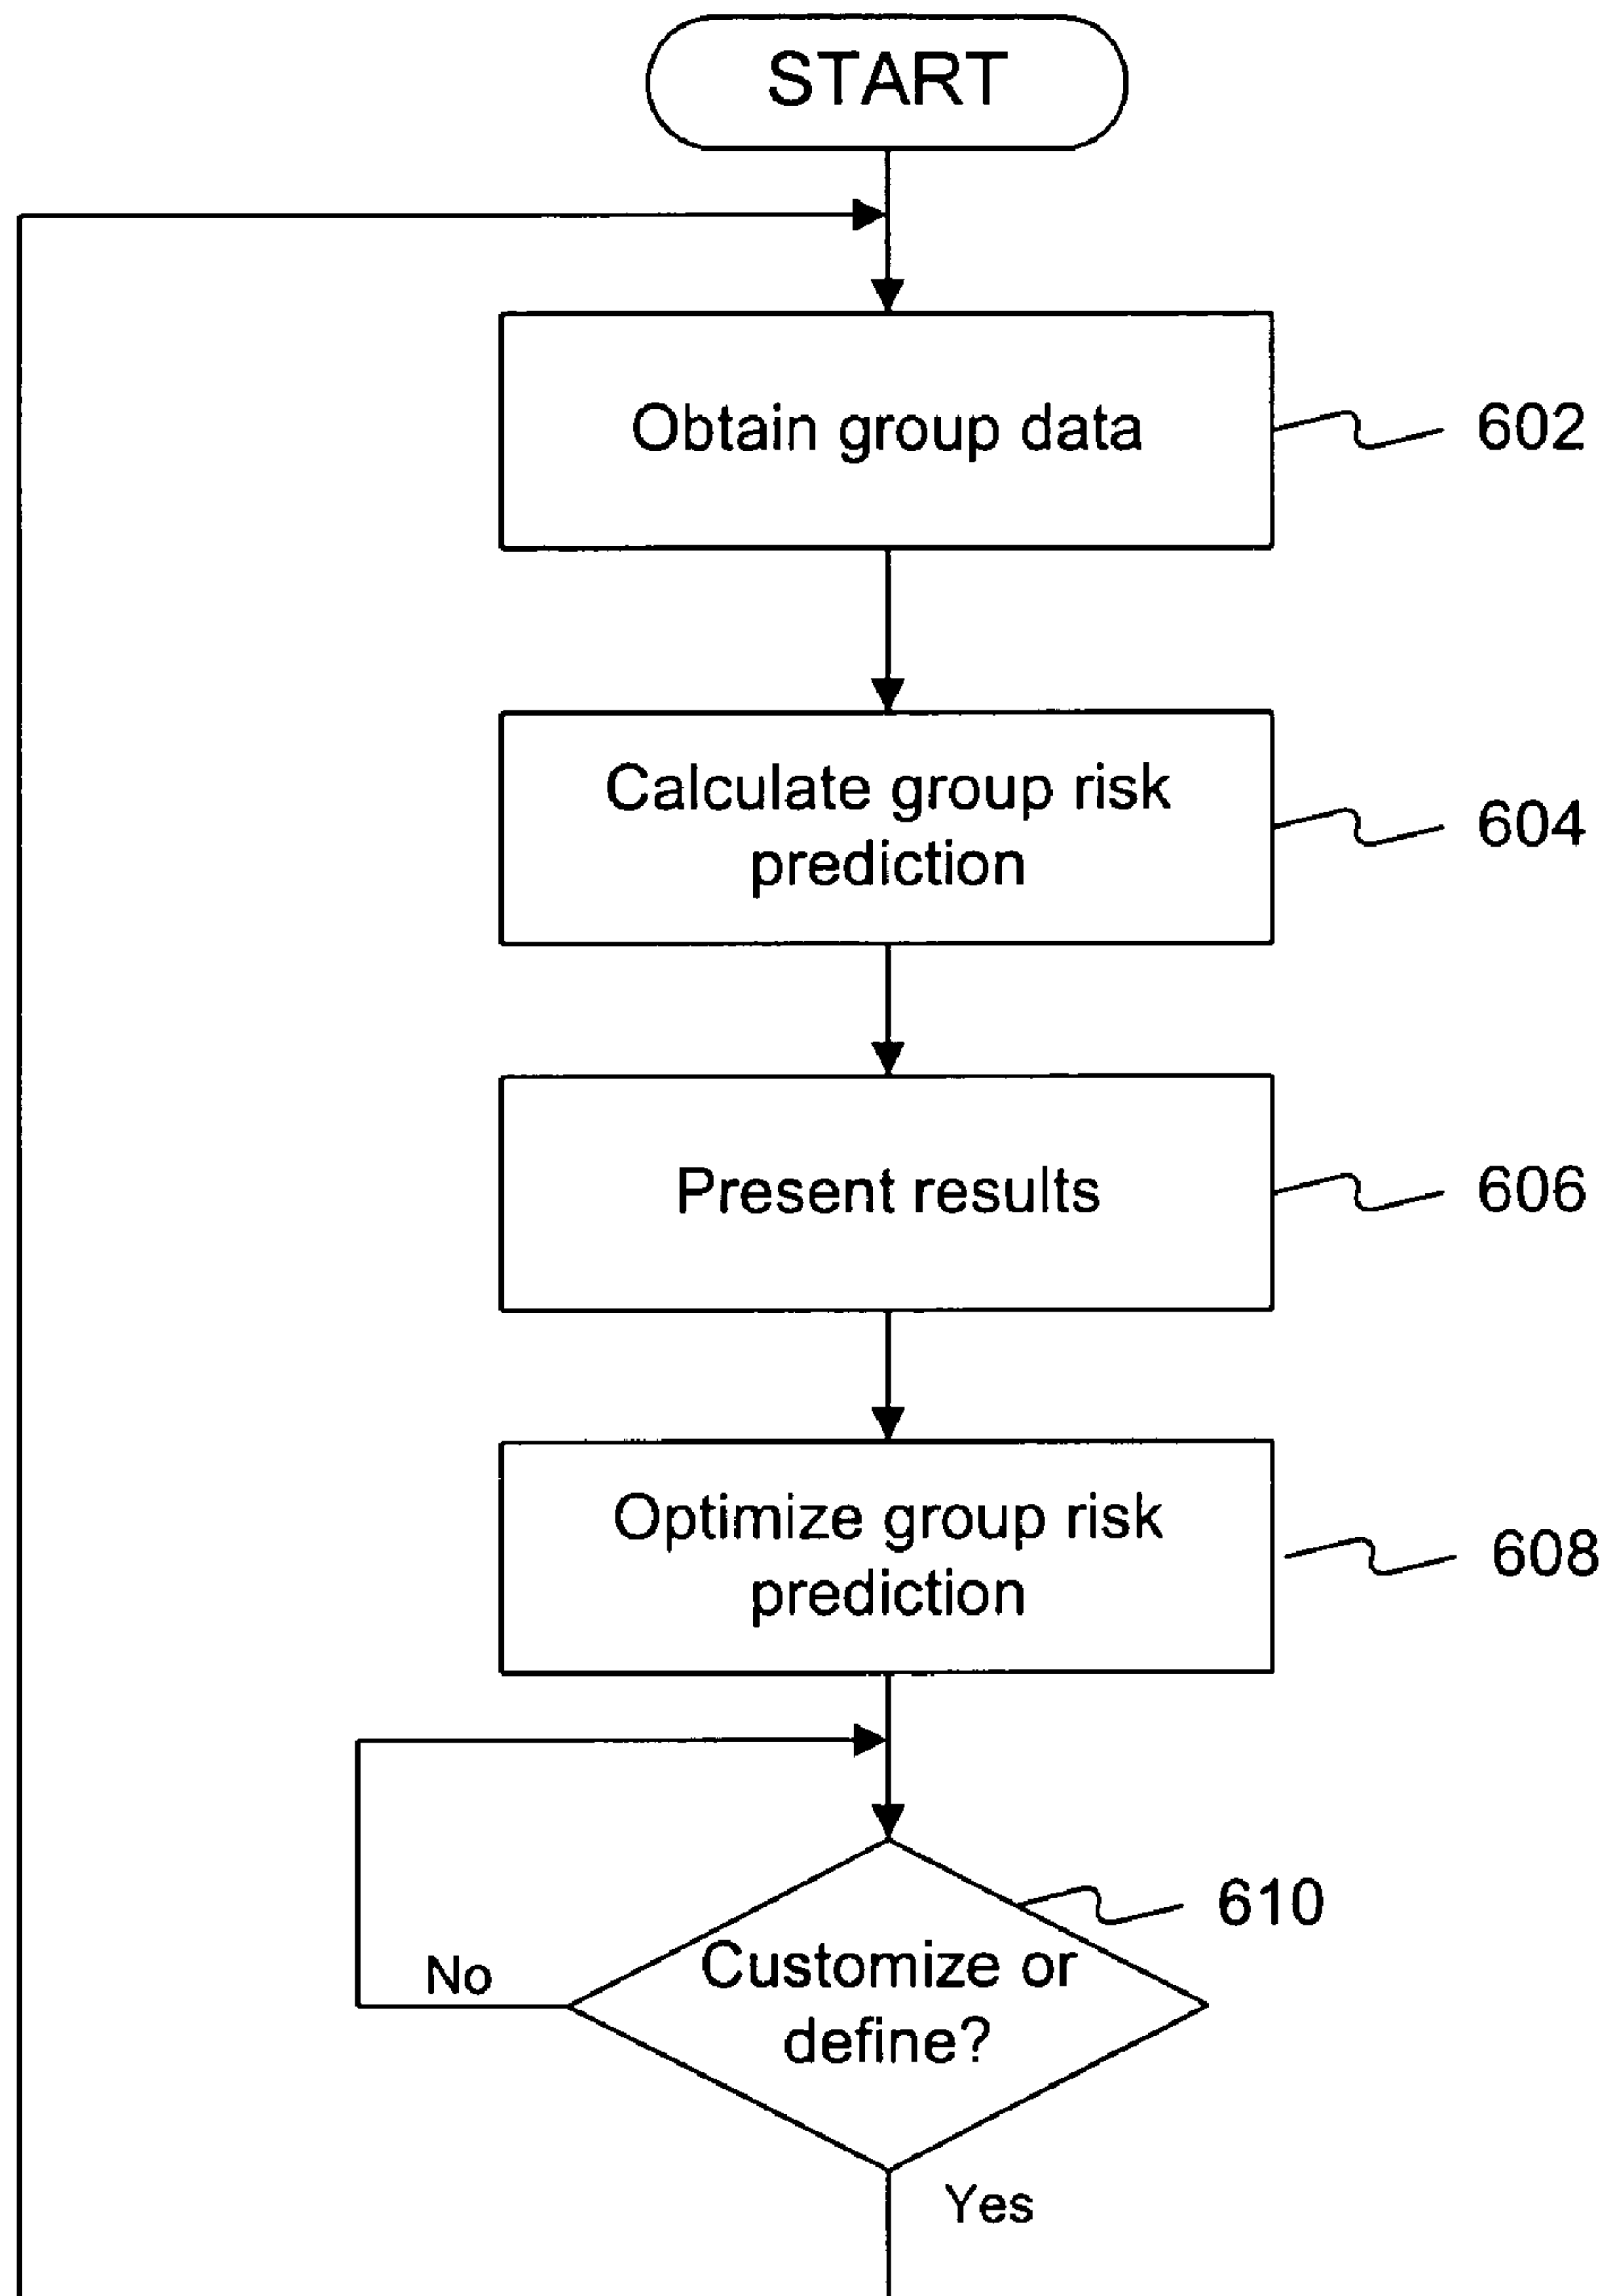 START
Obtain group data
602
Calculate group risk
prediction
604
Present results
606
Optimize group risk
prediction
608
610
Customize or
define?
No
Yes